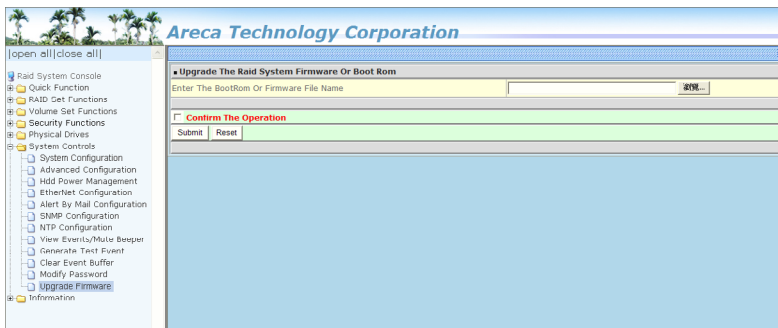 Areca Technology Corporation
|open all|close all|
Raid System Console
Quick Function
RAID Set Functions
Volume Set Functions
Security Functions
Physical Drives
System Controls
System Configuration
Advanced Configuration
Hdd Power Management
EtherNet Configuration
Alert By Mail Configuration
SNMP Configuration
NTP Configuration
View Events/Mute Beeper
Generate Test Event
Clear Event Buffer
Modify Password
Upgrade Firmware
Information
Upgrade The Raid System Firmware Or Boot Rom
Enter The BootRom Or Firmware File Name
瀏覽...
Confirm The Operation
Submit Reset